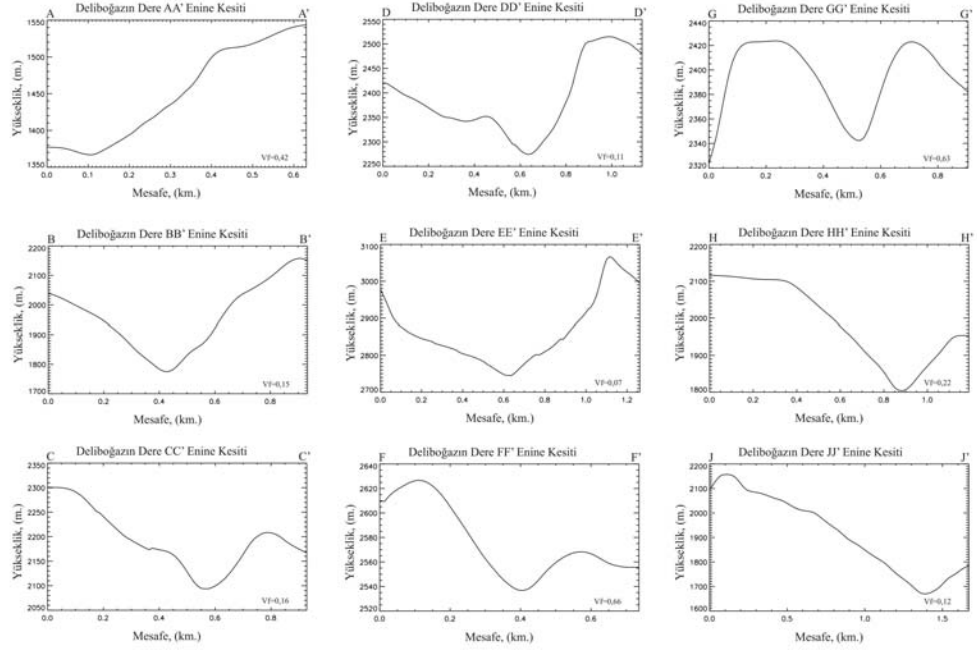 Deliboğazın Dere AA’ Enine Kesiti
A
A’
Yükseklik, (m.)
1550
1500
1450
1400
1350
Vf=0,42
0.0 0.1 0.2 0.3 0.4 0.5 0.6
Mesafe, (km.)
Deliboğazın Dere DD’ Enine Kesiti
D
D’
Yükseklik, (m.)
2550
2500
2450
2400
2350
2300
2250
Vf=0,11
0.0 0.2 0.4 0.6 0.8 1.0
Mesafe, (km.)
Deliboğazın Dere GG’ Enine Kesiti
G
G’
Yükseklik, (m.)
2440
2420
2400
2380
2360
2340
2320
Vf=0,63
0.0 0.2 0.4 0.6 0.8
Mesafe, (km.)
Deliboğazın Dere BB’ Enine Kesiti
B
B’
Yükseklik, (m.)
2200
2100
2000
1900
1800
1700
Vf=0,15
0.0 0.2 0.4 0.6 0.8
Mesafe, (km.)
Deliboğazın Dere EE’ Enine Kesiti
E
E’
Yükseklik, (m.)
3100
3000
2900
2800
2700
Vf=0,07
0.0 0.2 0.4 0.6 0.8 1.0 1.2
Mesafe, (km.)
Deliboğazın Dere HH’ Enine Kesiti
H
H’
Yükseklik, (m.)
2200
2100
2000
1900
1800
Vf=0,22
0.0 0.2 0.4 0.6 0.8 1.0
Mesafe, (km.)
Deliboğazın Dere CC’ Enine Kesiti
C
C’
Yükseklik, (m.)
2350
2300
2250
2200
2150
2100
2050
Vf=0,16
0.0 0.2 0.4 0.6 0.8
Mesafe, (km.)
Deliboğazın Dere FF’ Enine Kesiti
F
F’
Yükseklik, (m.)
2640
2620
2600
2580
2560
2540
2520
Vf=0,66
0.0 0.2 0.4 0.6
Mesafe, (km.)
Deliboğazın Dere JJ’ Enine Kesiti
J
J’
Yükseklik, (m.)
2200
2100
2000
1900
1800
1700
1600
Vf=0,12
0.0 0.5 1.0 1.5
Mesafe, (km.)